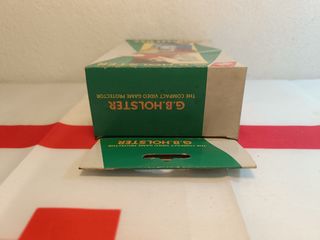 G.B. HOLSTER
THE COMPACT VIDEO GAME PROTECTOR
G.B. HOLSTER
THE COMPACT VIDEO GAME PROTECTOR